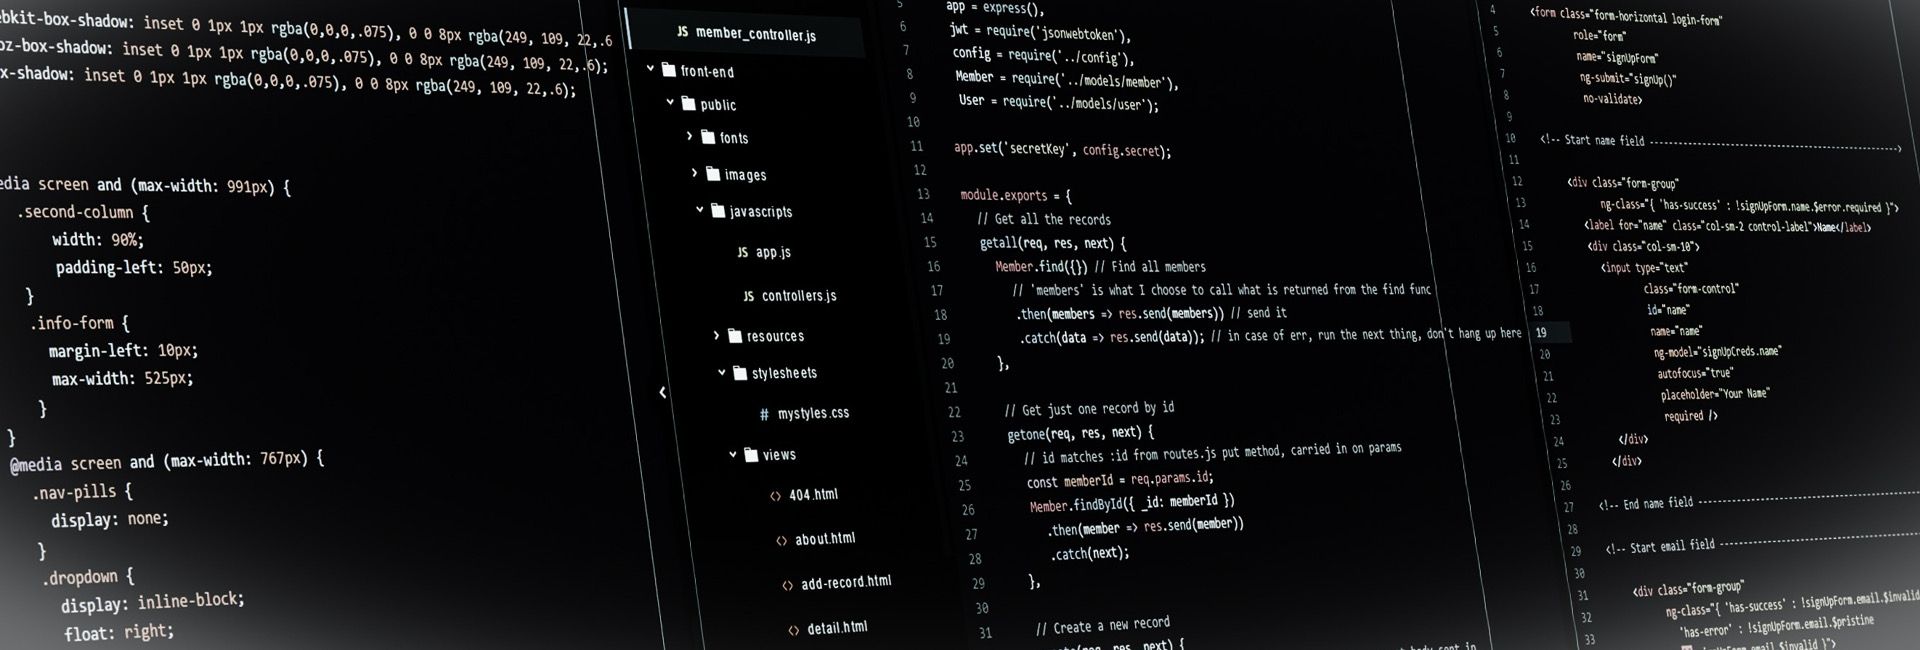 ebkit-box-shadow: inset 0 1px 1px rgba(0,0,0,.075), 0 0 8px rgba(249, 109, 22,.6
oz-box-shadow: inset 0 1px 1px rgba(0,0,0,.075), 0 0 8px rgba(249, 109, 22,.6);
x-shadow: inset 0 1px 1px rgba(0,0,0,.075), 0 0 8px rgba(249, 109, 22,.6);
edia screen and (max-width: 991px) {
.second-column {
width: 90%;
padding-left: 50px;
}
.info-form {
margin-left: 10px;
max-width: 525px;
}
}
@media screen and (max-width: 767px) {
.nav-pills {
display: none;
}
.dropdown {
display: inline-block;
float: right;
JS member_controller.js
front-end
public
fonts
images
javascripts
JS app.js
JS controllers.js
resources
stylesheets
# mystyles.css
views
<> 404.html
<> about.html
<> add-record.html
<> detail.html
5 app = express(),
6 jwt = require('jsonwebtoken'),
7 config = require('../config'),
8 Member = require('../models/member'),
9 User = require('../models/user');
10
11 app.set('secretKey', config.secret);
12
13 module.exports = {
14 // Get all the records
15 getall(req, res, next) {
16 Member.find({}) // Find all members
17 // 'members' is what I choose to call what is returned from the find func
18 .then(members => res.send(members)) // send it
19 .catch(data => res.send(data)); // in case of err, run the next thing, don't hang up here
20 },
21
22 // Get just one record by id
23 getone(req, res, next) {
24 // id matches :id from routes.js put method, carried in on params
25 const memberId = req.params.id;
26 Member.findById({ _id: memberId })
27 .then(member => res.send(member))
28 .catch(next);
29 },
30
31 // Create a new record
(req, res, next) {
4 <form class="form-horizontal login-form"
5 role="form"
6 name="signUpForm"
7 ng-submit="signUp()"
8 no-validate>
9
10 <!-- Start name field -------------------------------------------------->
11
12 <div class="form-group"
13 ng-class="{ 'has-success' : !signUpForm.name.$error.required }">
14 <label for="name" class="col-sm-2 control-label">Name</label>
15 <div class="col-sm-10">
16 <input type="text"
17 class="form-control"
18 id="name"
19 name="name"
20 ng-model="signUpCreds.name"
21 autofocus="true"
22 placeholder="Your Name"
23 required />
24 </div>
25 </div>
26
27 <!-- End name field --------------------------------------------------
28
29 <!-- Start email field --------------------------------------------------
30
31 <div class="form-group"
32 ng-class="{ 'has-success' : !signUpForm.email.$invalid
33 'has-error' : !signUpForm.email.$pristine